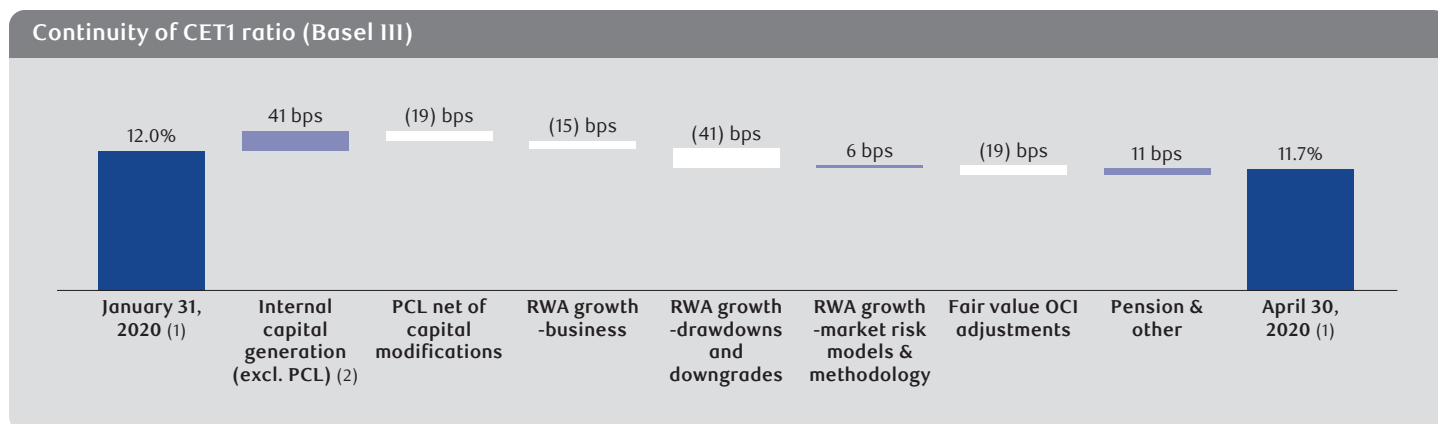 Continuity of CET1 ratio (Basel III)
12.0%
41 bps
(19) bps
(15) bps
(41) bps
6 bps
(19) bps
11 bps
11.7%
January 31,
2020 (1)
Internal
capital
generation
(excl. PCL) (2)
PCL net of
capital
modifications
RWA growth
-business
RWA growth
-drawdowns
and
downgrades
RWA growth
-market risk
models &
methodology
Fair value OCI
adjustments
Pension &
other
April 30,
2020 (1)